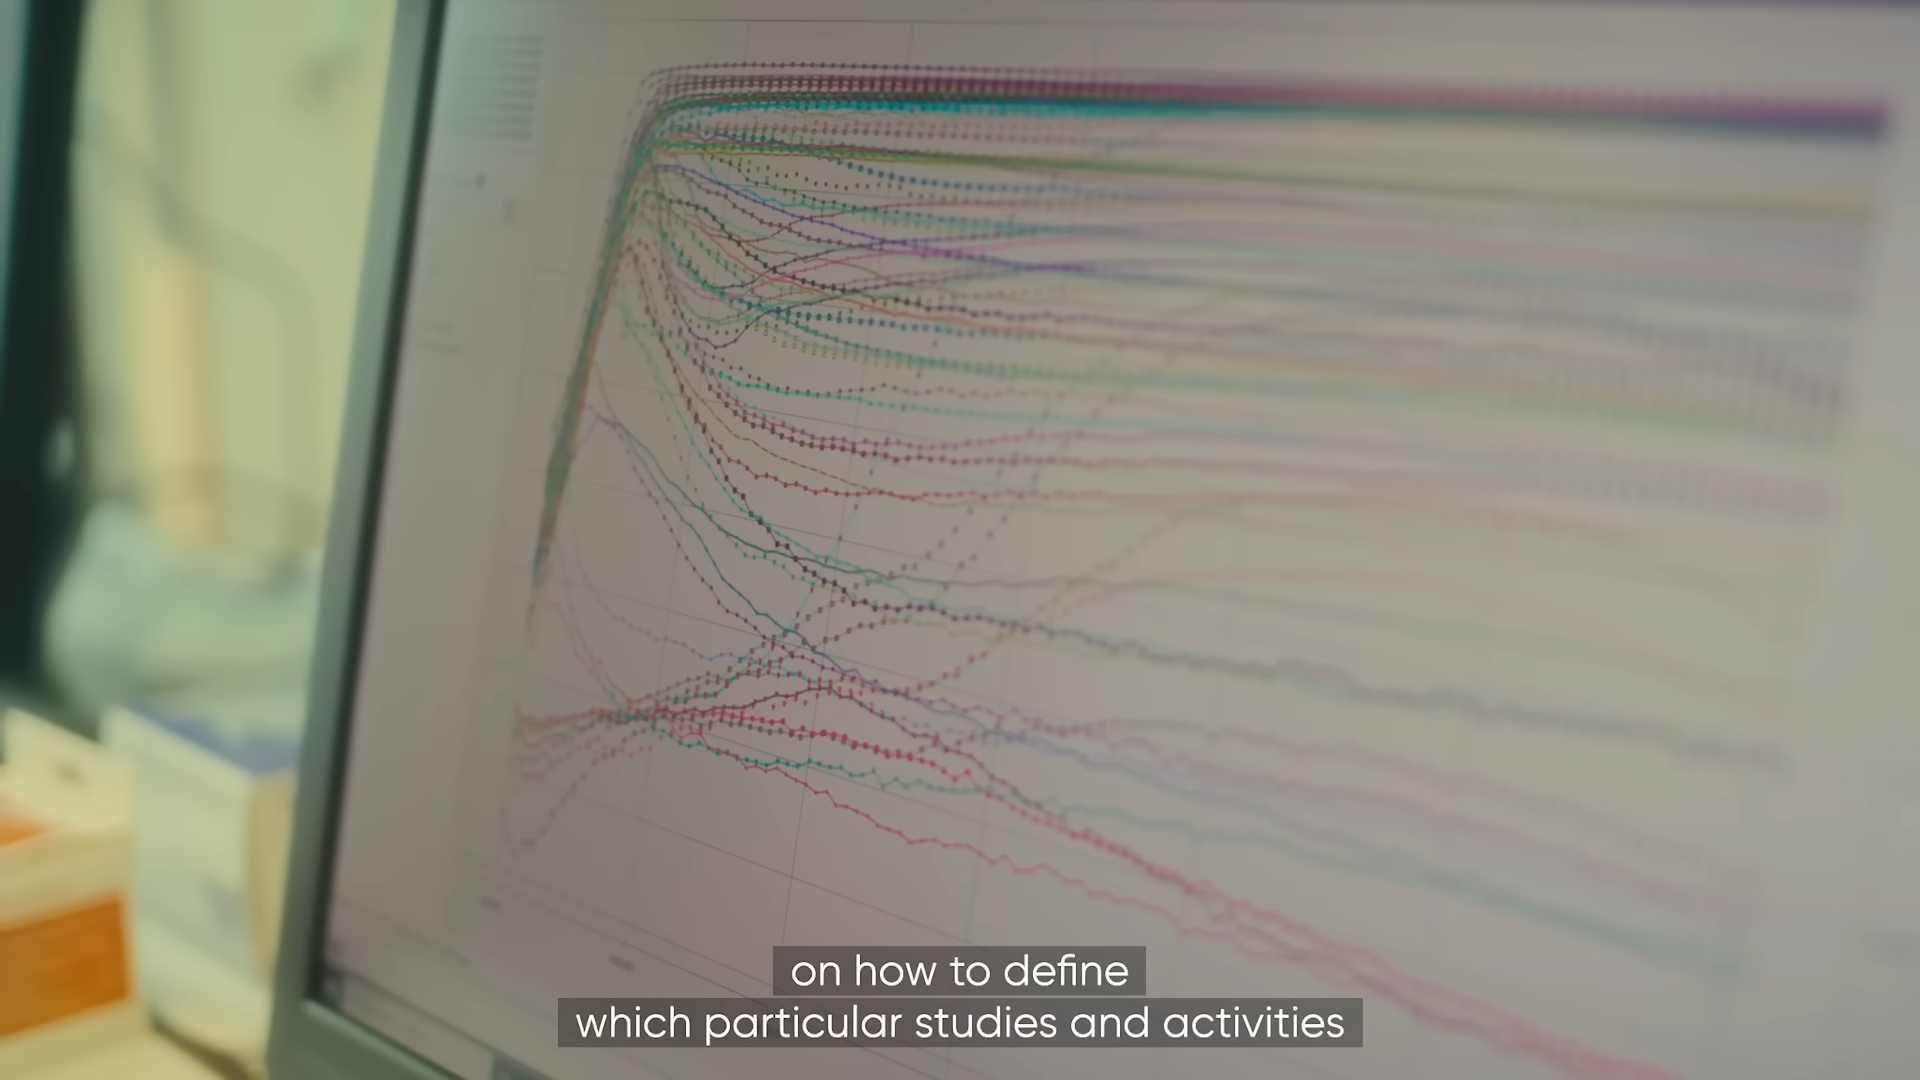 on how to define
which particular studies and activities